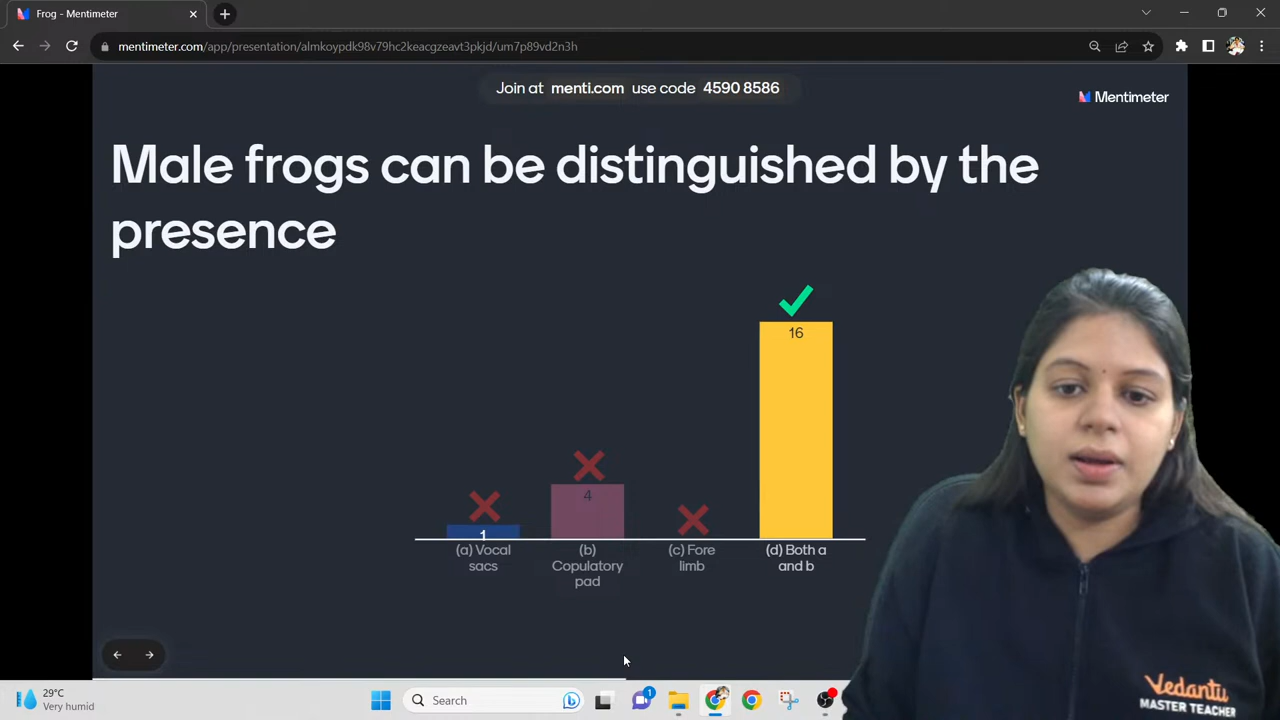 Frog - Mentimeter
mentimeter.com/app/presentation/almkoypdk98v79hc2keacgzeavt3pkjd/um7p89vd2n3h
Join at menti.com use code 4590 8586
Mentimeter
Male frogs can be distinguished by the
presence
16
4
1
(a) Vocal
sacs
(b)
Copulatory
pad
(c) Fore
limb
(d) Both a
and b
Vedantu
MASTER TEACHER
29°C
Very humid
Search
1